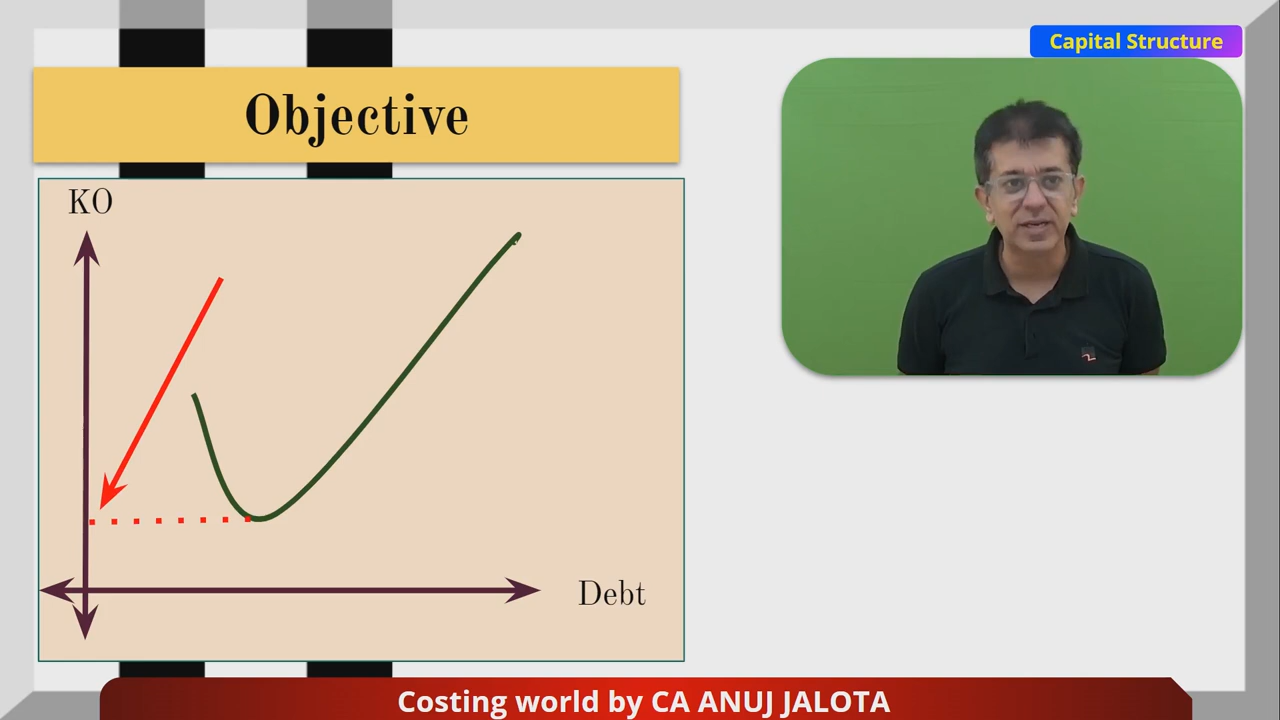 Capital Structure
Objective
KO
Debt
Costing world by CA ANUJ JALOTA